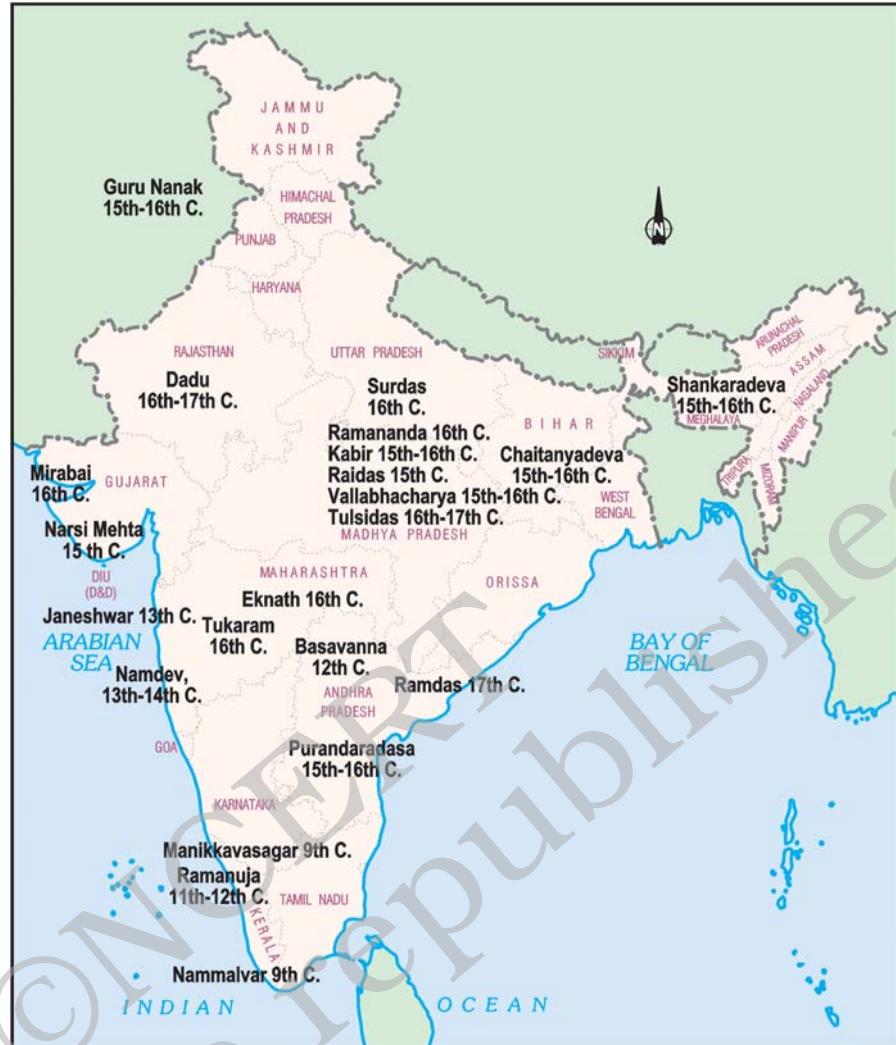 JAMMU
AND
KASHMIR
Guru Nanak
15th-16th C.
HIMACHAL
PRADESH
PUNJAB
HARYANA
N
RAJASTHAN
UTTAR PRADESH
SIKKIM
ARUNACHAL
PRADESH
ASSAM
NAGALAND
Dadu
16th-17th C.
Surdas
16th C.
Shankaradeva
15th-16th C.
MEGHALAYA
MANIPUR
BIHAR
Ramananda 16th C.
Kabir 15th-16th C.
Raidas 15th C.
Vallabhacharya 15th-16th C.
Tulsidas 16th-17th C.
Chaitanyadeva
15th-16th C.
TRIPURA
MIZORAM
Mirabai
16th C.
GUJARAT
WEST
BENGAL
Narsi Mehta
15 th C.
MADHYA PRADESH
DIU
(D&D)
MAHARASHTRA
ORISSA
Eknath 16th C.
Janeshwar 13th C.
Tukaram
16th C.
ARABIAN
SEA
Basavanna
12th C.
BAY OF
BENGAL
Namdev,
13th-14th C.
Ramdas 17th C.
ANDHRA
PRADESH
GOA
Purandaradasa
15th-16th C.
KARNATAKA
Manikkavasagar 9th C.
Ramanuja
11th-12th C.
TAMIL NADU
KERALA
Nammalvar 9th C.
INDIAN OCEAN
©NCERT
republished